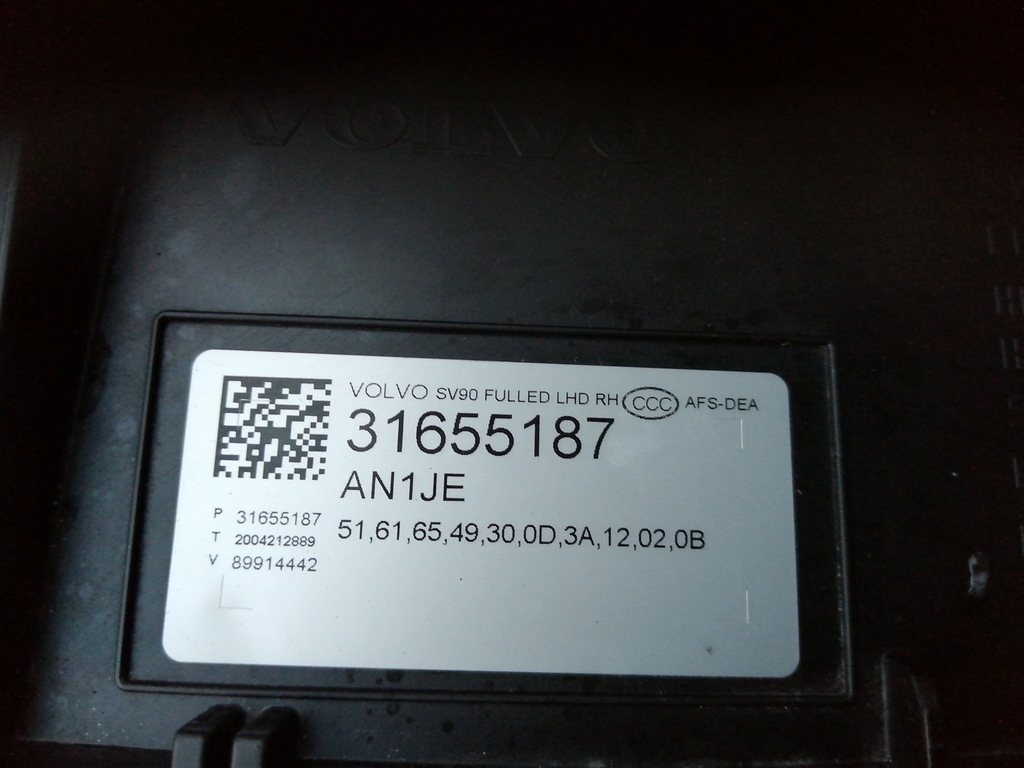 VOLVO
VOLVO SV90 FULLED LHD RH CCC AFS-DEA
31655187
AN1JE
P 31655187
T 2004212889
V 89914442
51,61,65,49,30,0D,3A,12,02,0B